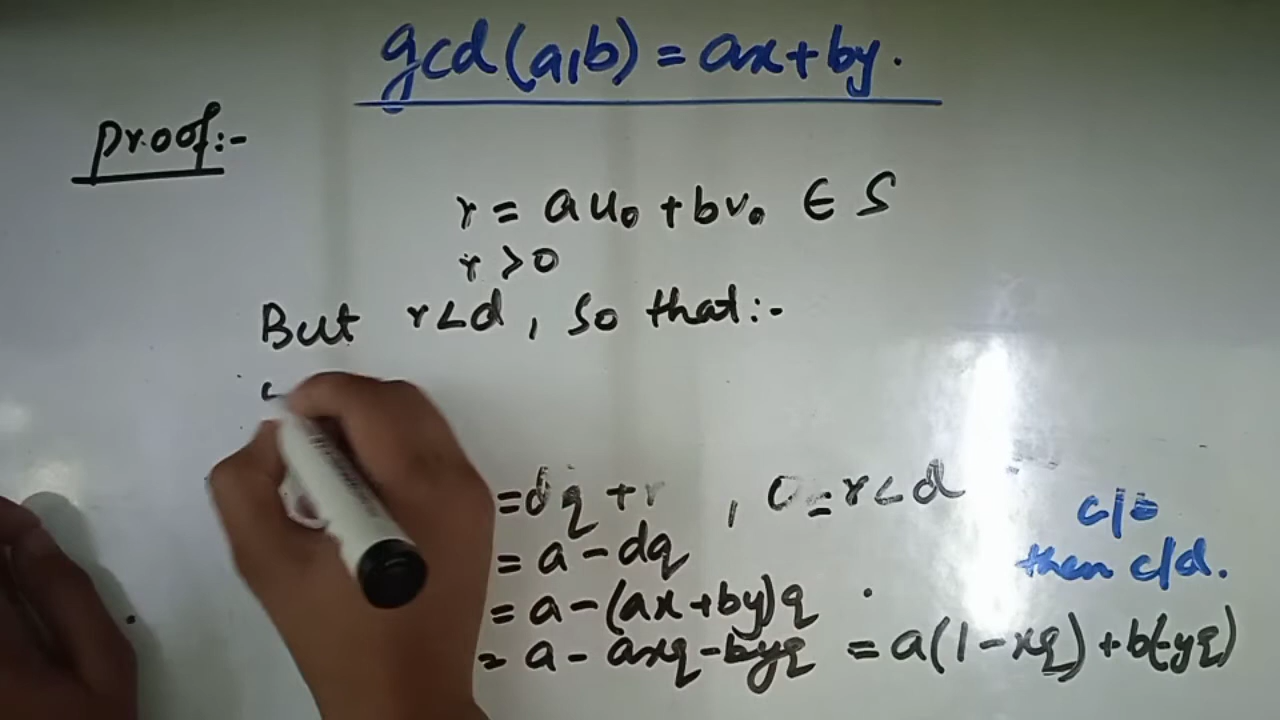 gcd(a,b) = ax+by.
Proof:-
r = au₀ + bv₀ ∈ S
r > 0
But r<d, so that:-
= dq + r , 0 ≤ r < d
= a - dq
= a - (ax+by)q
= a - axq - byq = a(1-xq) + b(-yq)
c/b
then c/d.